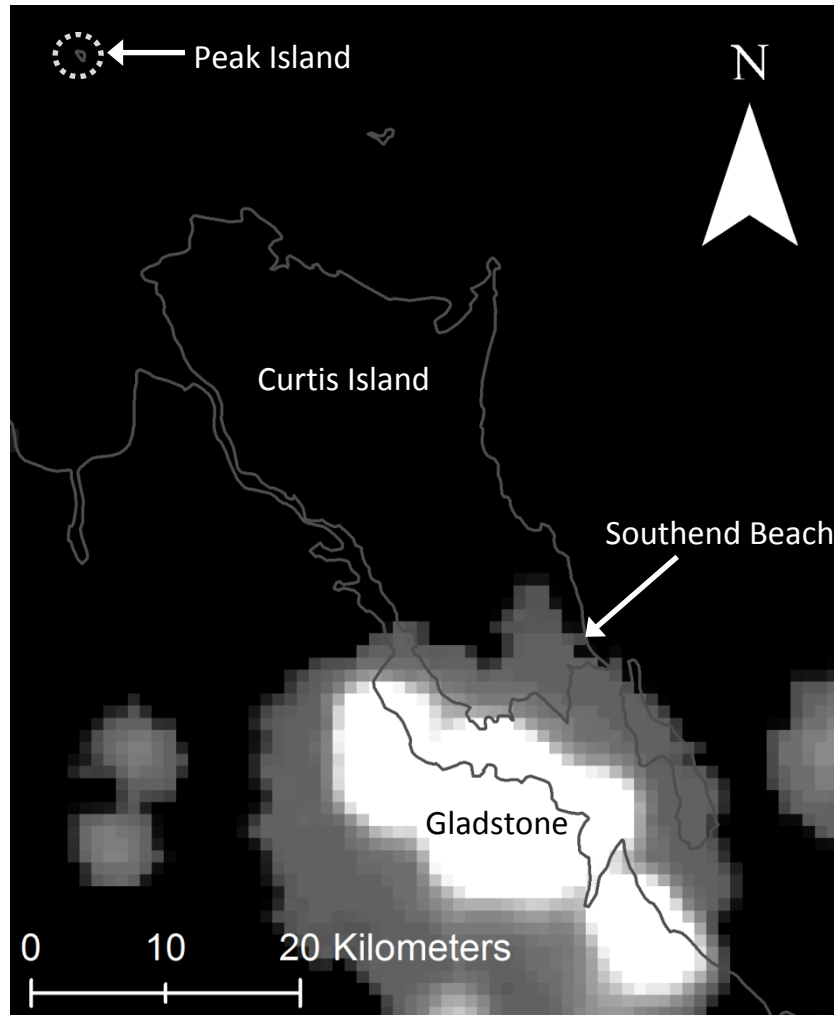 Peak Island
N
Curtis Island
Southend Beach
Gladstone
0 10 20 Kilometers